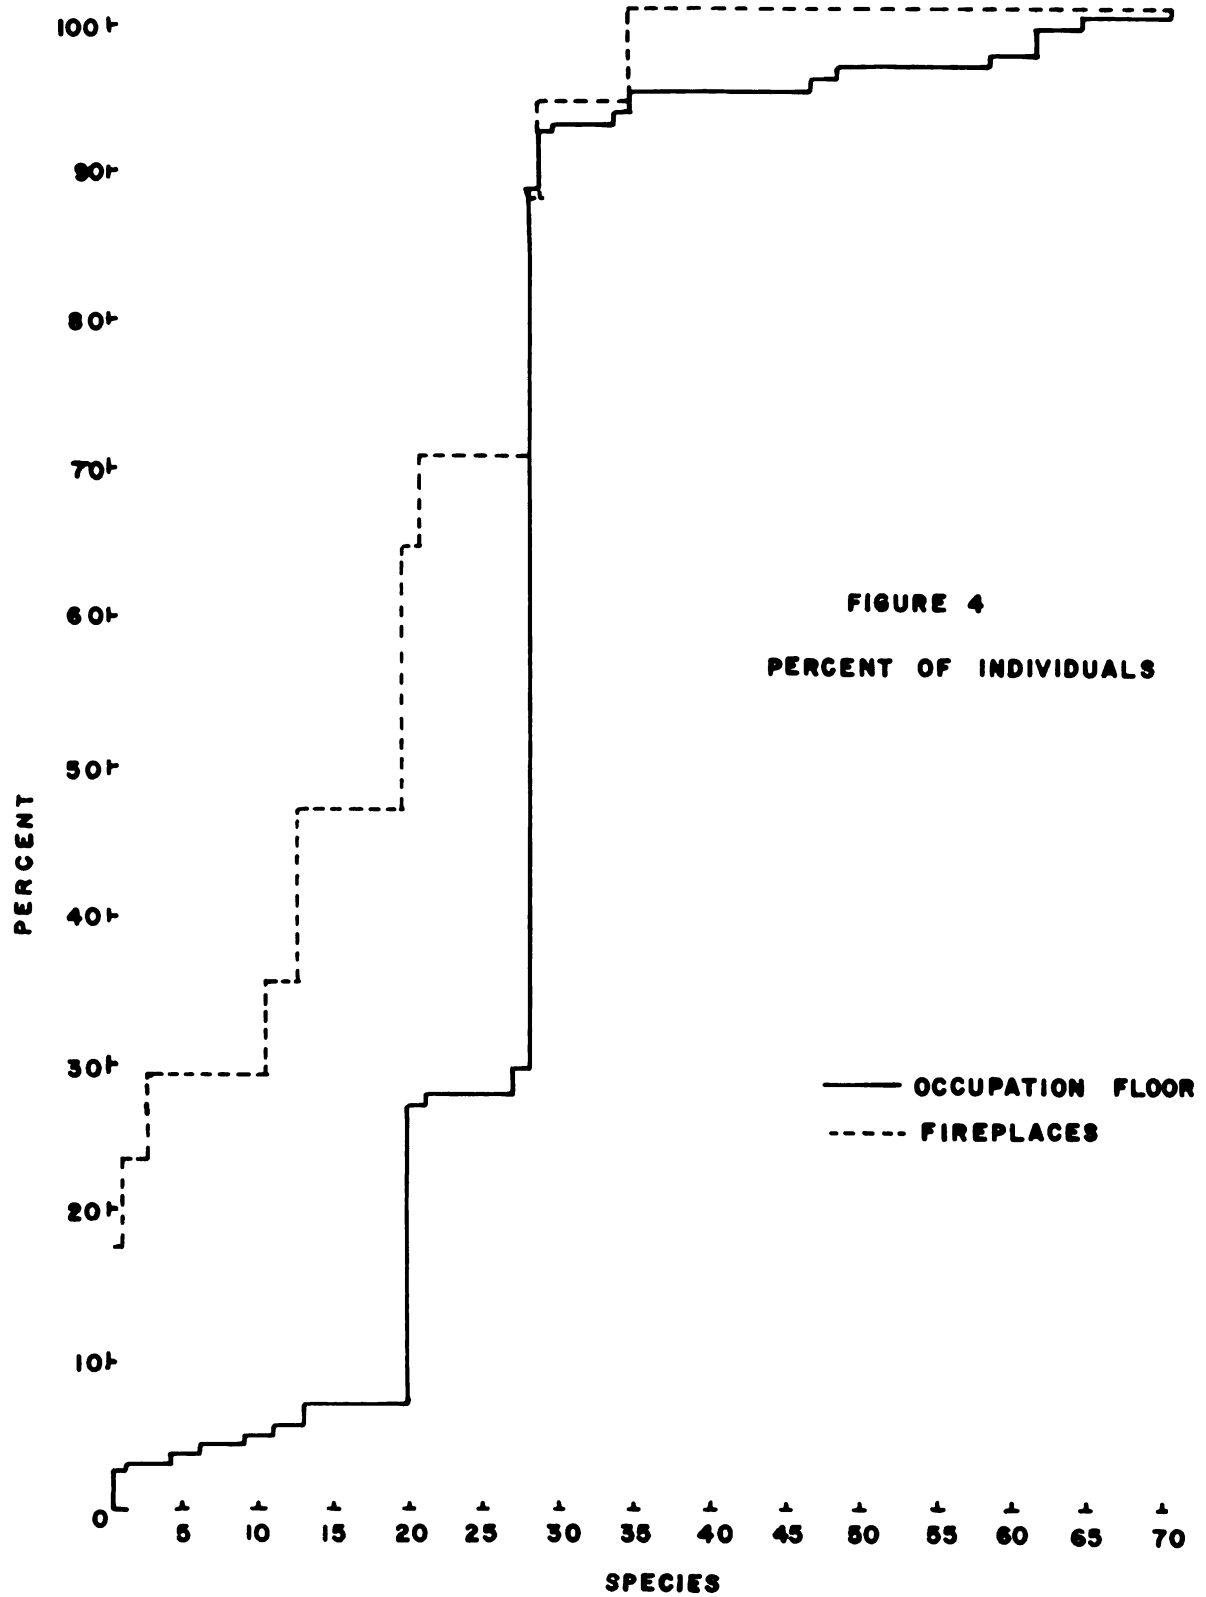 100
90
80
70
60
50
40
30
20
10
0
PERCENT
FIGURE 4
PERCENT OF INDIVIDUALS
OCCUPATION FLOOR
FIREPLACES
5 10 15 20 25 30 35 40 45 50 55 60 65 70
SPECIES